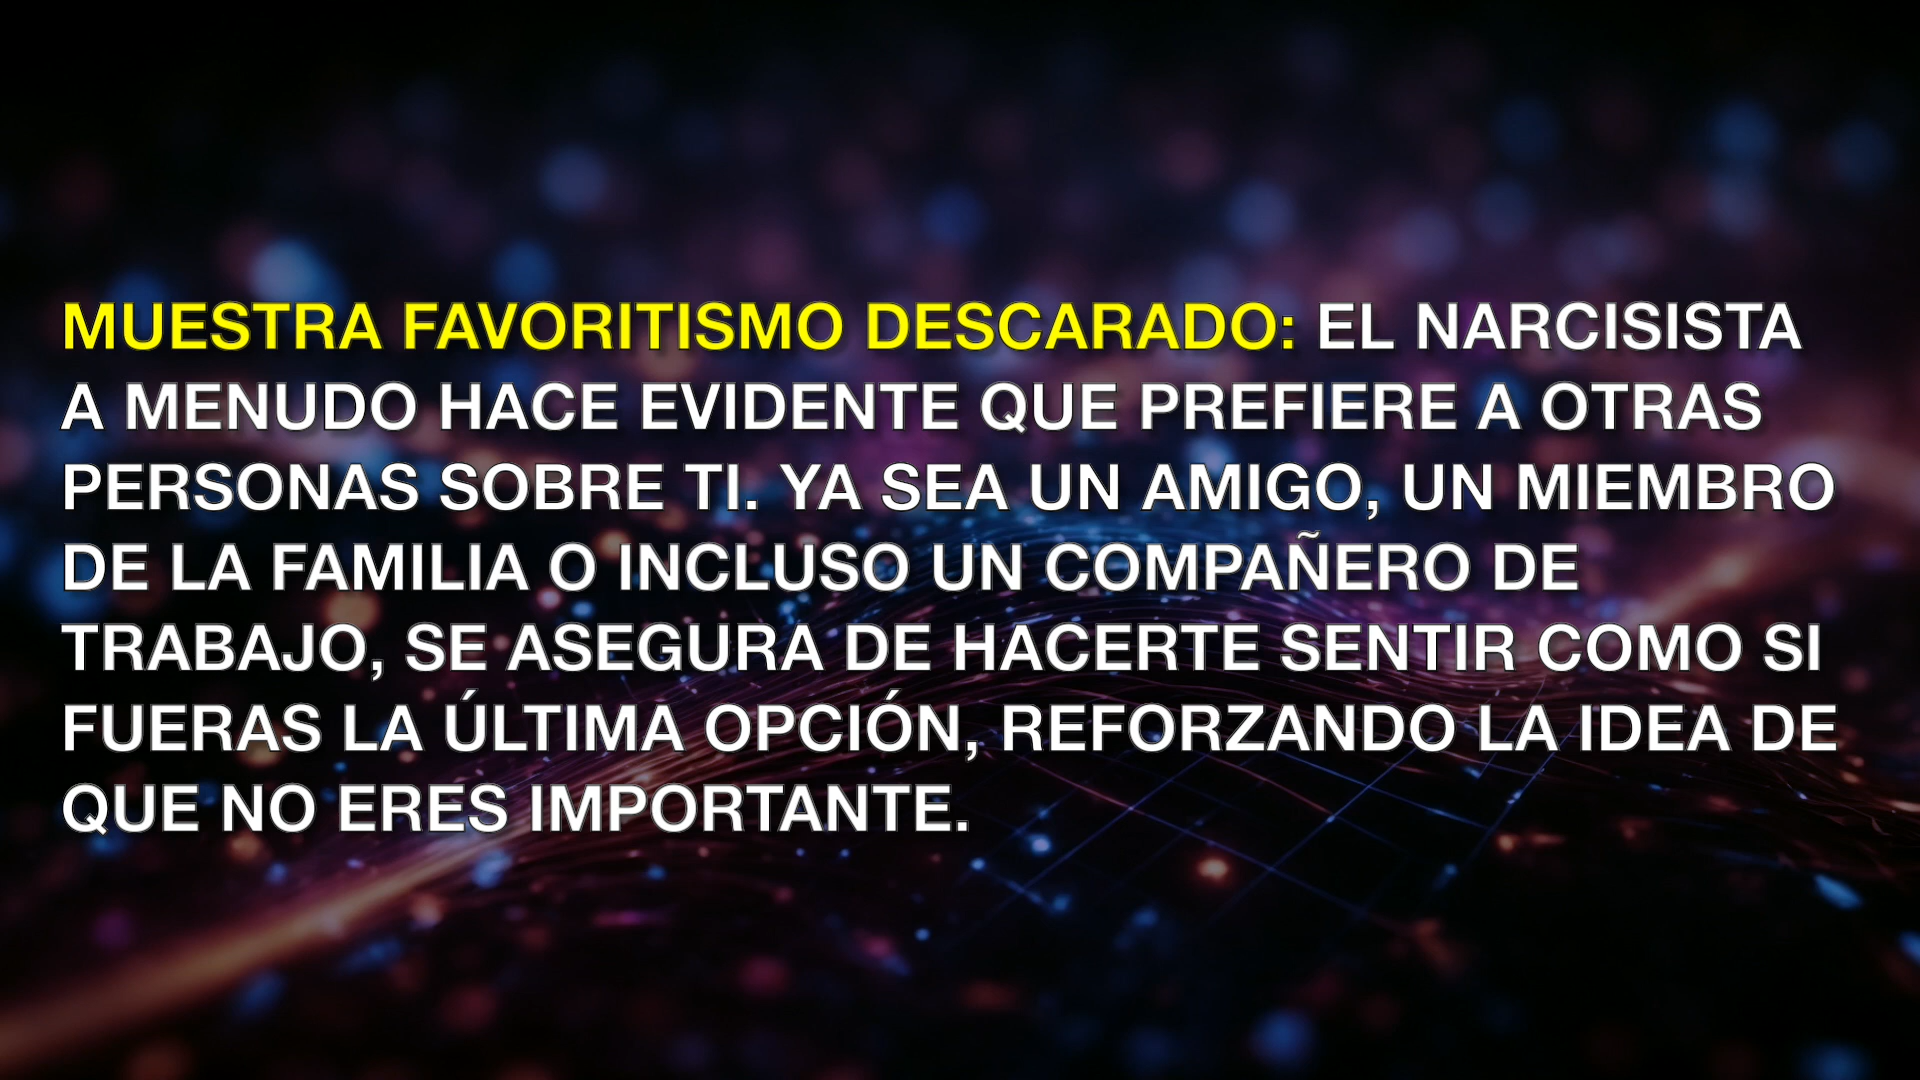 MUESTRA FAVORITISMO DESCARADO: EL NARCISISTA
A MENUDO HACE EVIDENTE QUE PREFIERE A OTRAS
PERSONAS SOBRE TI. YA SEA UN AMIGO, UN MIEMBRO
DE LA FAMILIA O INCLUSO UN COMPAÑERO DE
TRABAJO, SE ASEGURA DE HACERTE SENTIR COMO SI
FUERAS LA ÚLTIMA OPCIÓN, REFORZANDO LA IDEA DE
QUE NO ERES IMPORTANTE.